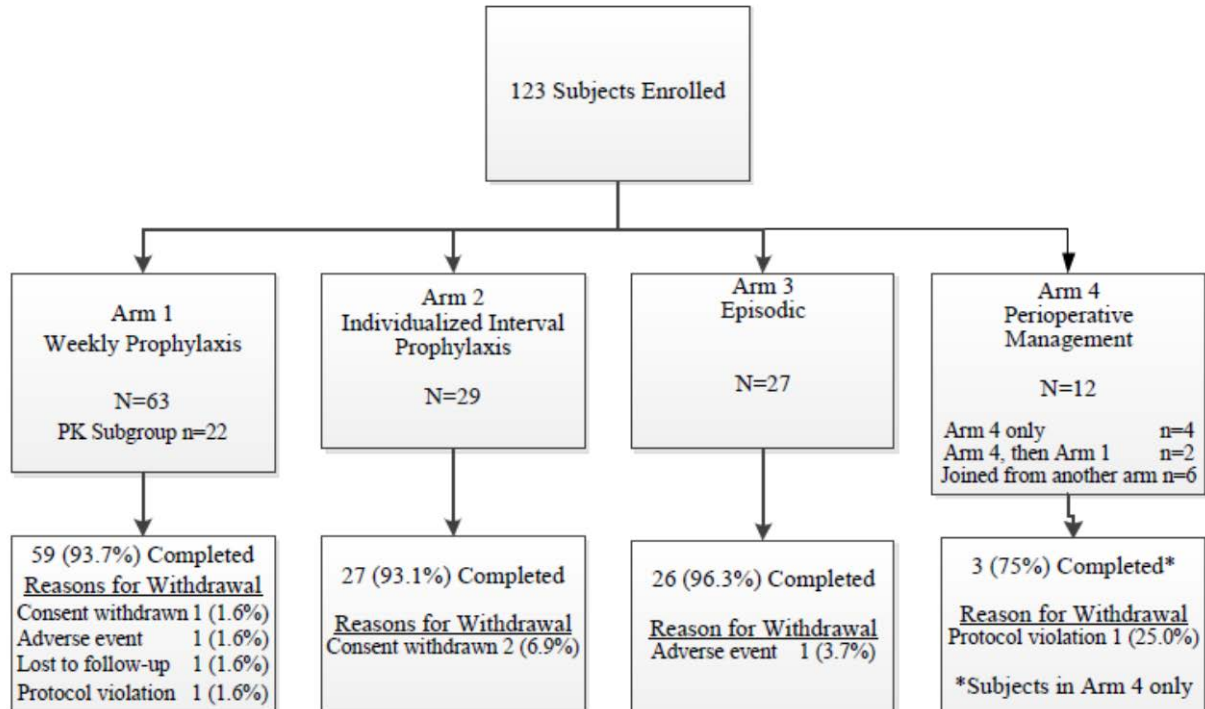 123 Subjects Enrolled
Arm 1
Weekly Prophylaxis
N=63
PK Subgroup n=22
Arm 2
Individualized Interval
Prophylaxis
N=29
Arm 3
Episodic
N=27
Arm 4
Perioperative
Management
N=12
Arm 4 only n=4
Arm 4, then Arm 1 n=2
Joined from another arm n=6
59 (93.7%) Completed
Reasons for Withdrawal
Consent withdrawn 1 (1.6%)
Adverse event 1 (1.6%)
Lost to follow-up 1 (1.6%)
Protocol violation 1 (1.6%)
27 (93.1%) Completed
Reasons for Withdrawal
Consent withdrawn 2 (6.9%)
26 (96.3%) Completed
Reason for Withdrawal
Adverse event 1 (3.7%)
3 (75%) Completed*
Reason for Withdrawal
Protocol violation 1 (25.0%)
*Subjects in Arm 4 only